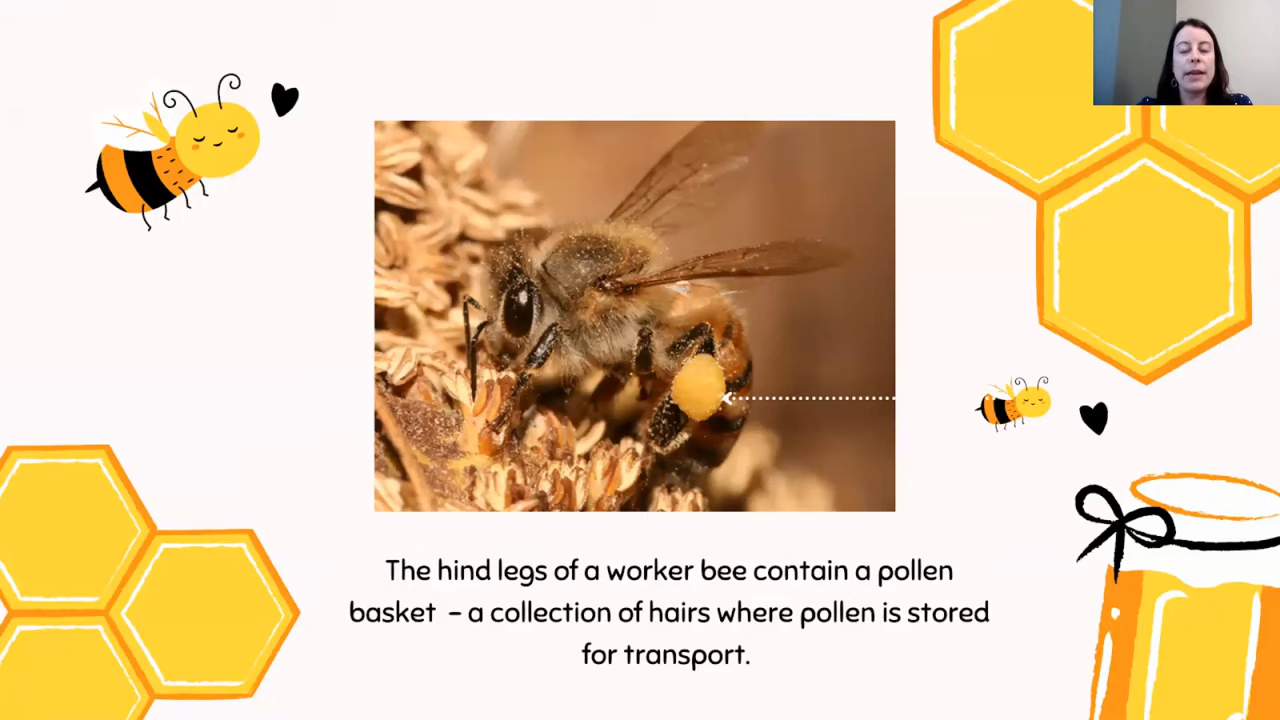 The hind legs of a worker bee contain a pollen
basket - a collection of hairs where pollen is stored
for transport.